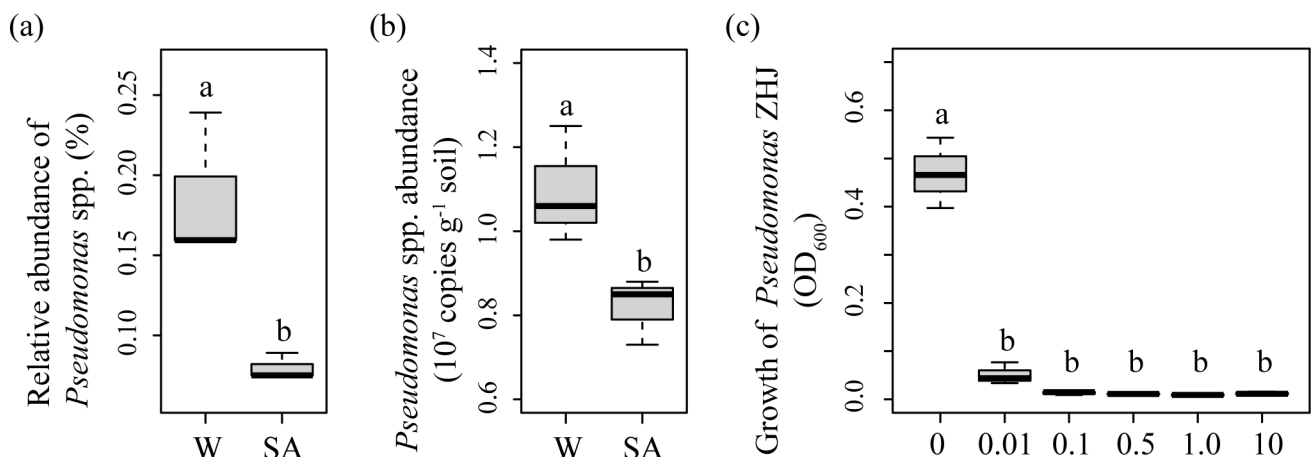 (a)
Relative abundance of
Pseudomonas spp. (%)
0.25
0.20
0.15
0.10
a
b
W SA
(b)
Pseudomonas spp. abundance
(10⁷ copies g⁻¹ soil)
1.4
1.2
1.0
0.8
0.6
a
b
W SA
(c)
Growth of Pseudomonas ZHJ
(OD₆₀₀)
0.6
0.4
0.2
0.0
a
b b b b b
0 0.01 0.1 0.5 1.0 10